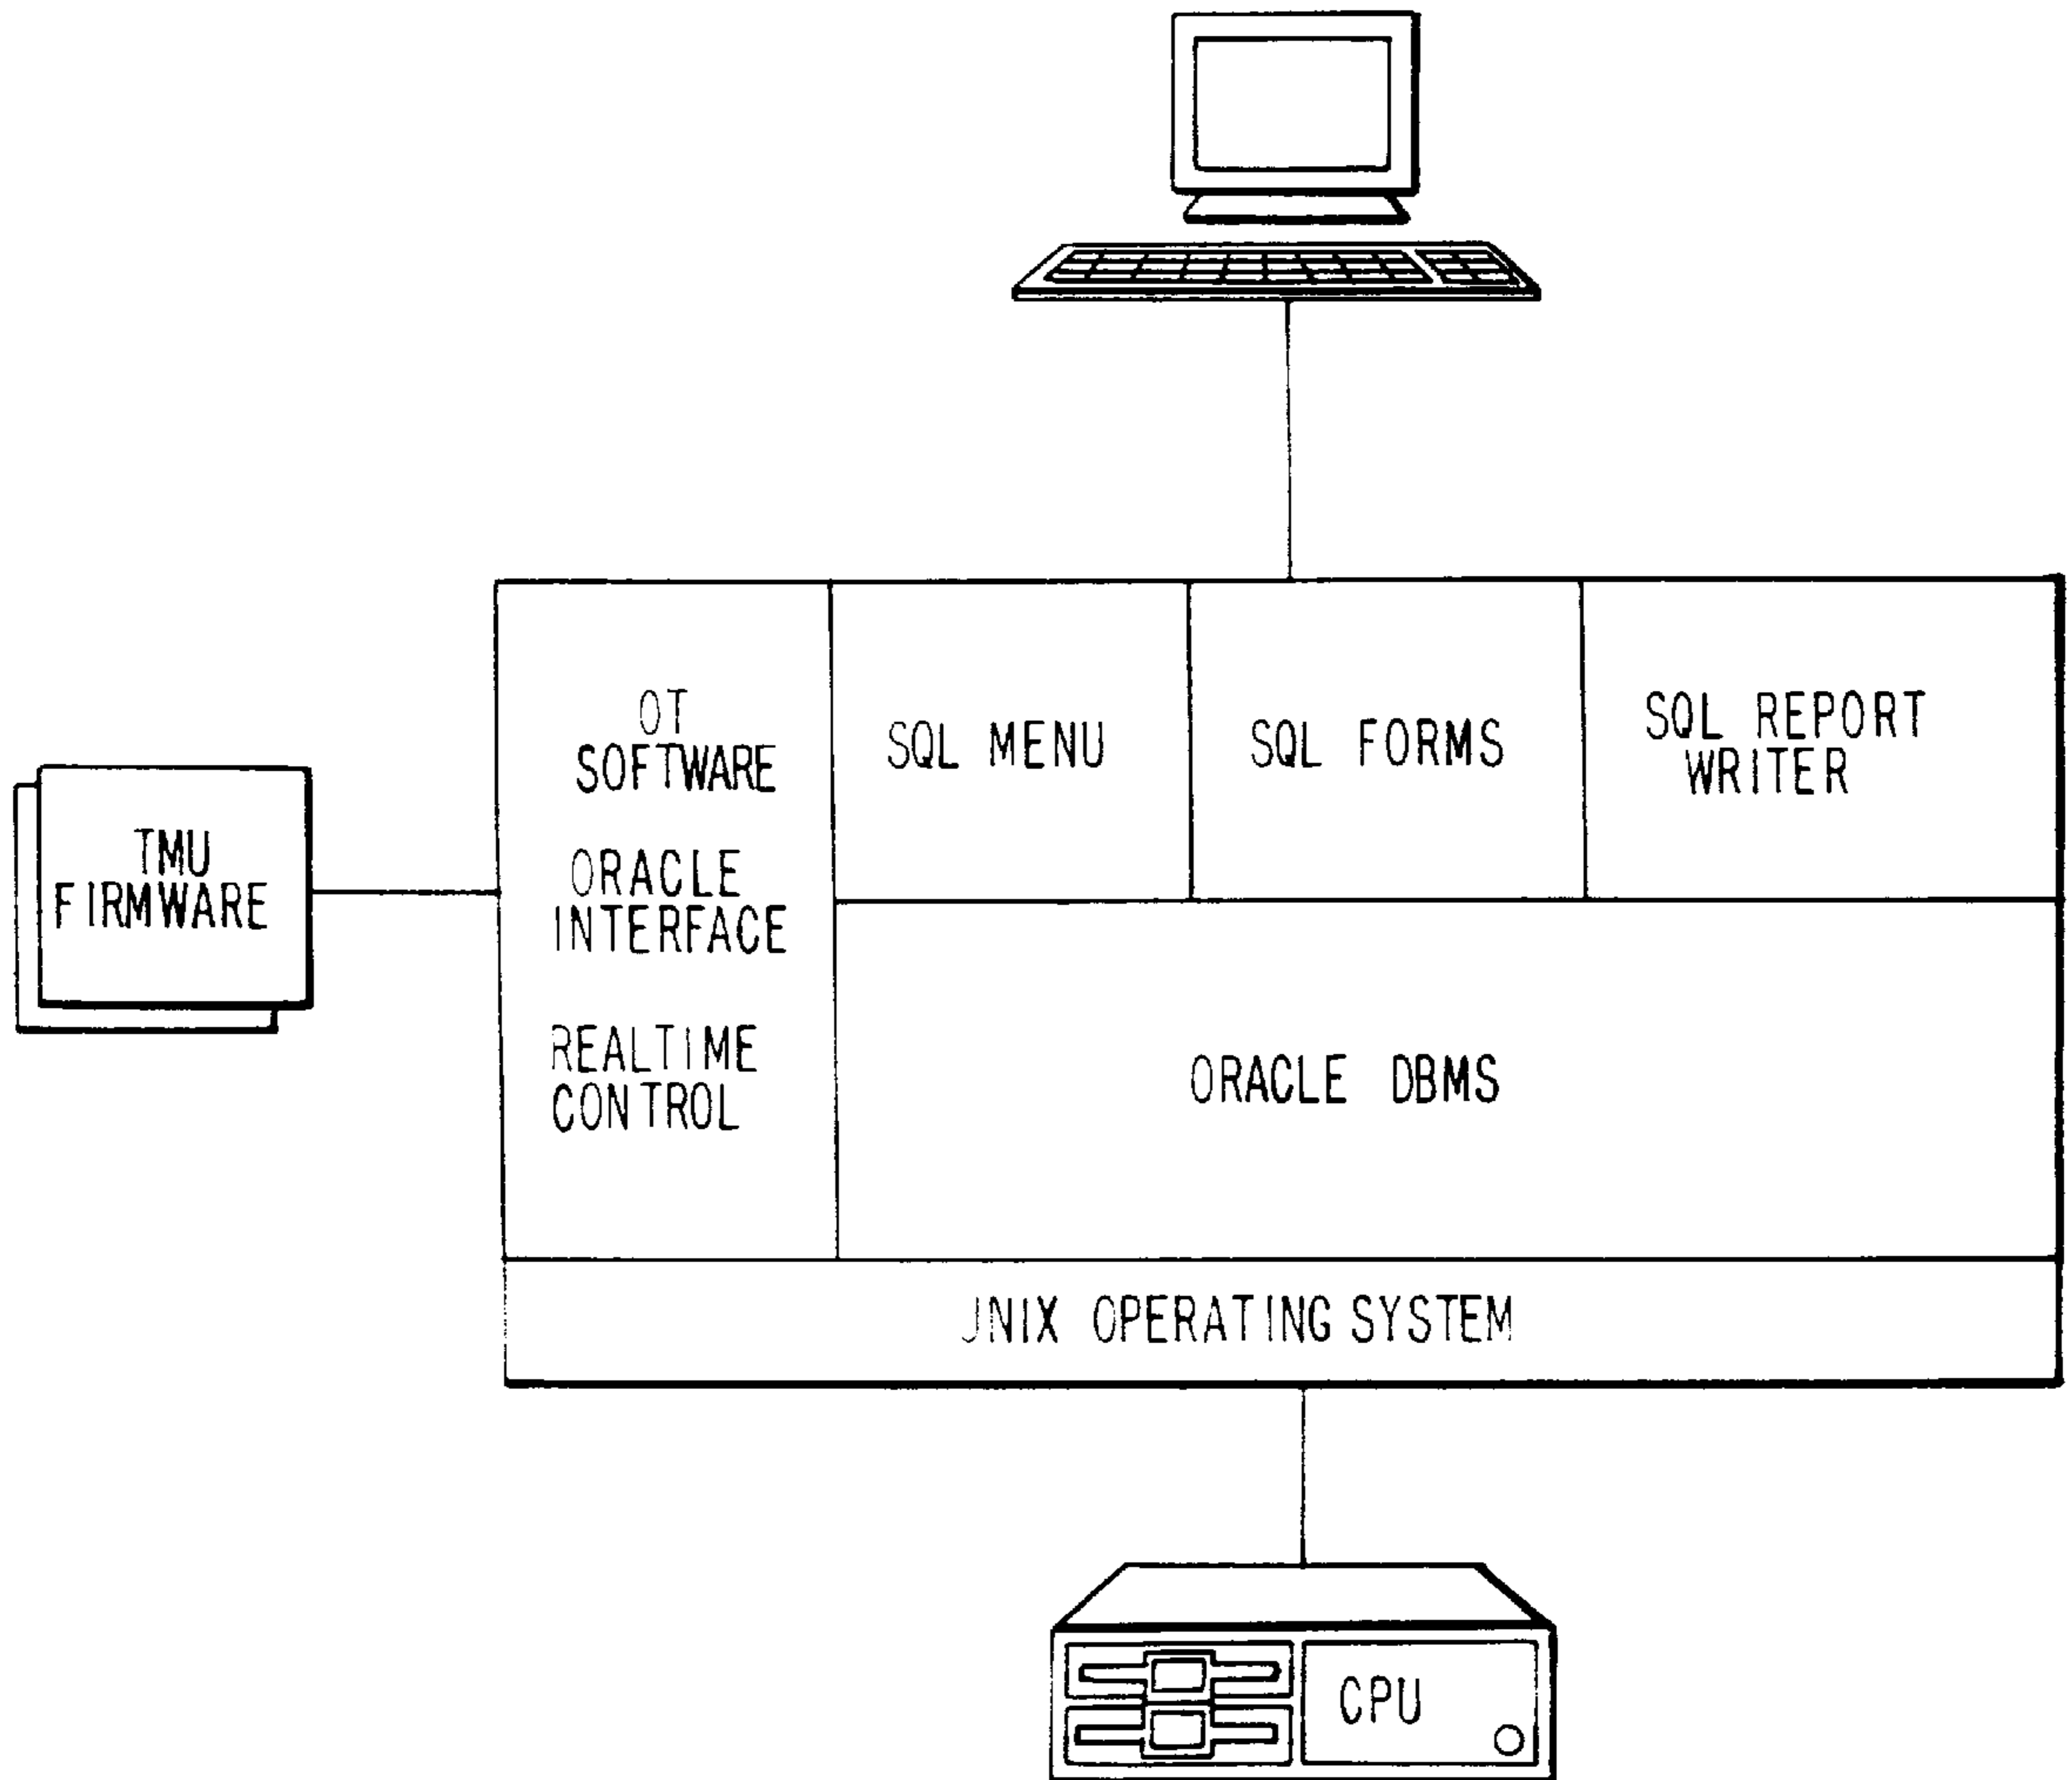 OT
SOFTWARE
ORACLE
INTERFACE
REALTIME
CONTROL
SQL MENU
SQL FORMS
SQL REPORT
WRITER
TMU
FIRMWARE
ORACLE DBMS
UNIX OPERATING SYSTEM
CPU